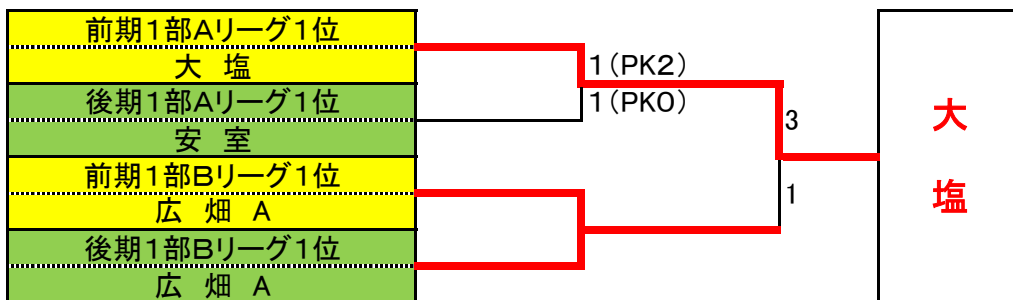 前期１部Aリーグ１位
大 塩
後期１部Aリーグ１位
安 室
前期１部Bリーグ１位
広 畑 A
後期１部Bリーグ１位
広 畑 A
1（PK2）
1（PK0）
3
1
大
塩